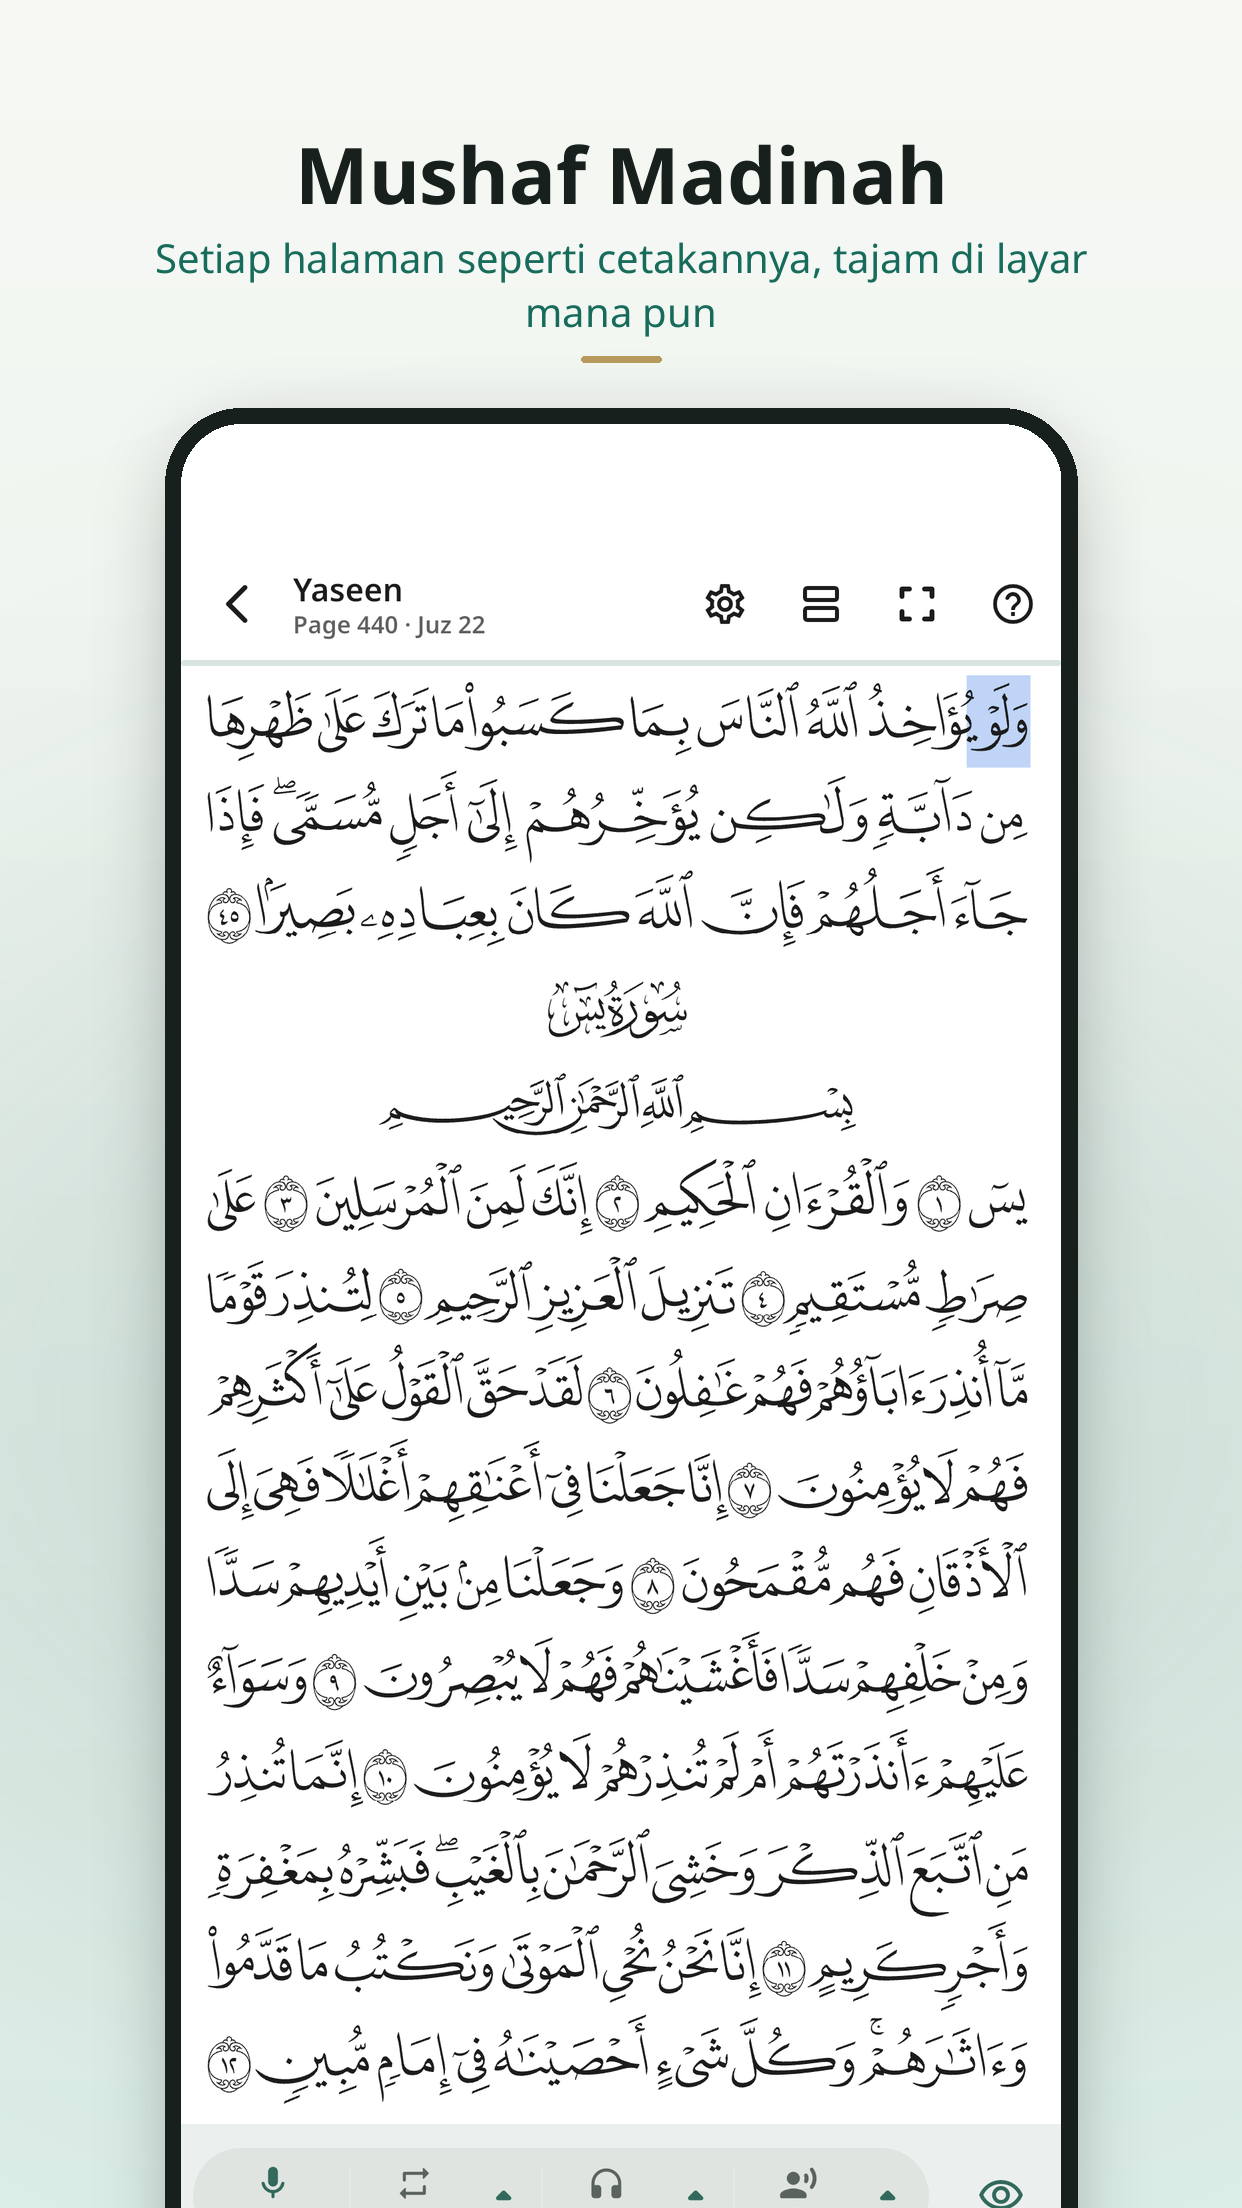 Mushaf Madinah
Setiap halaman seperti cetakannya, tajam di layar
mana pun
Yaseen
Page 440 · Juz 22
وَلَوْ يُؤَاخِذُ ٱللَّهُ ٱلنَّاسَ بِمَا كَسَبُوا۟ مَا تَرَكَ عَلَىٰ ظَهْرِهَا
مِن دَآبَّةٍ وَلَـٰكِن يُؤَخِّرُهُمْ إِلَىٰٓ أَجَلٍ مُّسَمًّى ۖ فَإِذَا
جَآءَ أَجَلُهُمْ فَإِنَّ ٱللَّهَ كَانَ بِعِبَادِهِۦ بَصِيرًۢا ٤٥
سُورَةُ يسٓ
بِسْمِ ٱللَّهِ ٱلرَّحْمَـٰنِ ٱلرَّحِيمِ
يسٓ ١ وَٱلْقُرْءَانِ ٱلْحَكِيمِ ٢ إِنَّكَ لَمِنَ ٱلْمُرْسَلِينَ ٣ عَلَىٰ
صِرَٰطٍ مُّسْتَقِيمٍ ٤ تَنزِيلَ ٱلْعَزِيزِ ٱلرَّحِيمِ ٥ لِتُنذِرَ قَوْمًا
مَّآ أُنذِرَ ءَابَآؤُهُمْ فَهُمْ غَـٰفِلُونَ ٦ لَقَدْ حَقَّ ٱلْقَوْلُ عَلَىٰٓ أَكْثَرِهِمْ
فَهُمْ لَا يُؤْمِنُونَ ٧ إِنَّا جَعَلْنَا فِىٓ أَعْنَـٰقِهِمْ أَغْلَـٰلًا فَهِىَ إِلَى
ٱلْأَذْقَانِ فَهُم مُّقْمَحُونَ ٨ وَجَعَلْنَا مِنۢ بَيْنِ أَيْدِيهِمْ سَدًّا
وَمِنْ خَلْفِهِمْ سَدًّا فَأَغْشَيْنَـٰهُمْ فَهُمْ لَا يُبْصِرُونَ ٩ وَسَوَآءٌ
عَلَيْهِمْ ءَأَنذَرْتَهُمْ أَمْ لَمْ تُنذِرْهُمْ لَا يُؤْمِنُونَ ١٠ إِنَّمَا تُنذِرُ
مَنِ ٱتَّبَعَ ٱلذِّكْرَ وَخَشِىَ ٱلرَّحْمَـٰنَ بِٱلْغَيْبِ ۖ فَبَشِّرْهُ بِمَغْفِرَةٍ
وَأَجْرٍ كَرِيمٍ ١١ إِنَّا نَحْنُ نُحْىِ ٱلْمَوْتَىٰ وَنَكْتُبُ مَا قَدَّمُوا۟
وَءَاثَـٰرَهُمْ ۚ وَكُلَّ شَىْءٍ أَحْصَيْنَـٰهُ فِىٓ إِمَامٍ مُّبِينٍ ١٢